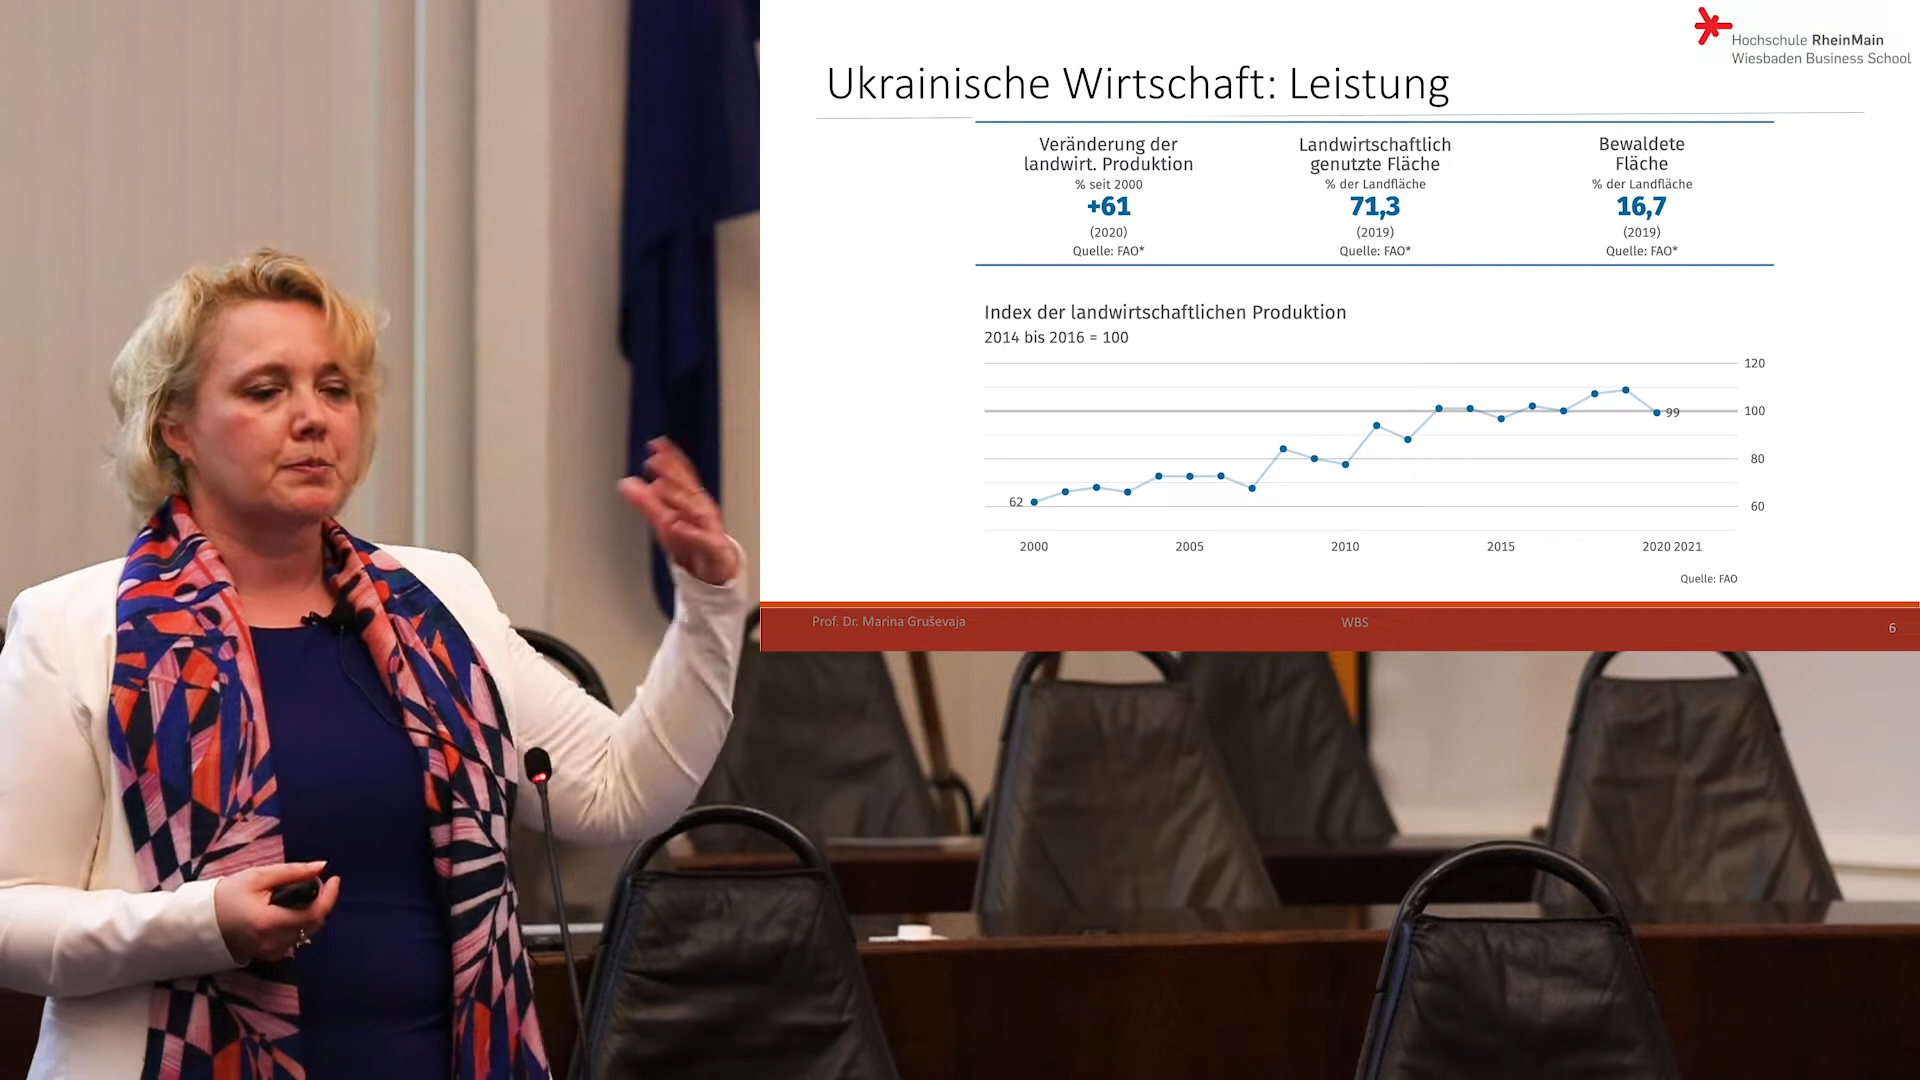 Hochschule RheinMain
Wiesbaden Business School
Ukrainische Wirtschaft: Leistung
Veränderung der
landwirt. Produktion
% seit 2000
+61
(2020)
Quelle: FAO*
Landwirtschaftlich
genutzte Fläche
% der Landfläche
71,3
(2019)
Quelle: FAO*
Bewaldete
Fläche
% der Landfläche
16,7
(2019)
Quelle: FAO*
Index der landwirtschaftlichen Produktion
2014 bis 2016 = 100
120
100
80
60
62
99
2000 2005 2010 2015 2020 2021
Quelle: FAO
Prof. Dr. Marina Gruševaja WBS 6